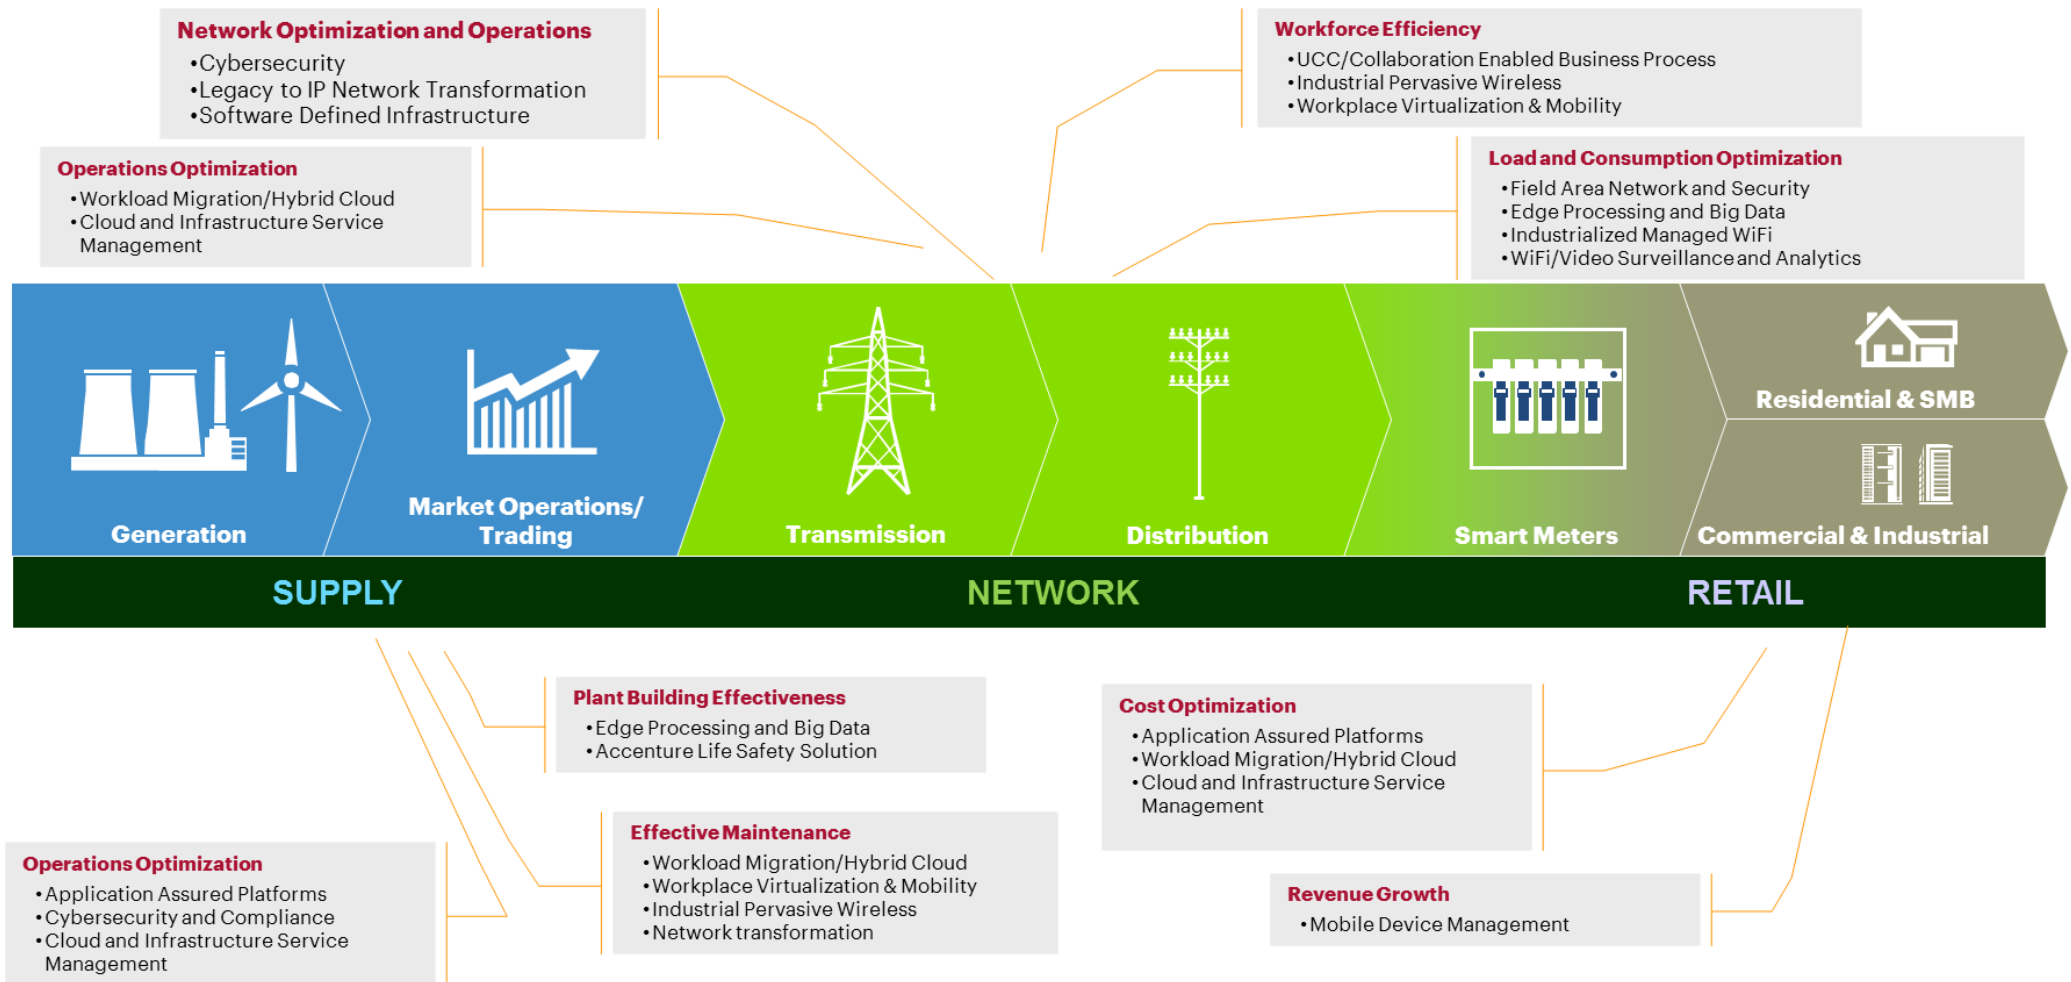 Network Optimization and Operations
•Cybersecurity
•Legacy to IP Network Transformation
•Software Defined Infrastructure
Workforce Efficiency
•UCC/Collaboration Enabled Business Process
•Industrial Pervasive Wireless
•Workplace Virtualization & Mobility
Operations Optimization
•Workload Migration/Hybrid Cloud
•Cloud and Infrastructure Service
Management
Load and Consumption Optimization
•Field Area Network and Security
•Edge Processing and Big Data
•Industrialized Managed WiFi
•WiFi/Video Surveillance and Analytics
Generation
Market Operations/
Trading
Transmission
Distribution
Smart Meters
Residential & SMB
Commercial & Industrial
SUPPLY
NETWORK
RETAIL
Plant Building Effectiveness
•Edge Processing and Big Data
•Accenture Life Safety Solution
Cost Optimization
•Application Assured Platforms
•Workload Migration/Hybrid Cloud
•Cloud and Infrastructure Service
Management
Effective Maintenance
•Workload Migration/Hybrid Cloud
•Workplace Virtualization & Mobility
•Industrial Pervasive Wireless
•Network transformation
Operations Optimization
•Application Assured Platforms
•Cybersecurity and Compliance
•Cloud and Infrastructure Service
Management
Revenue Growth
•Mobile Device Management